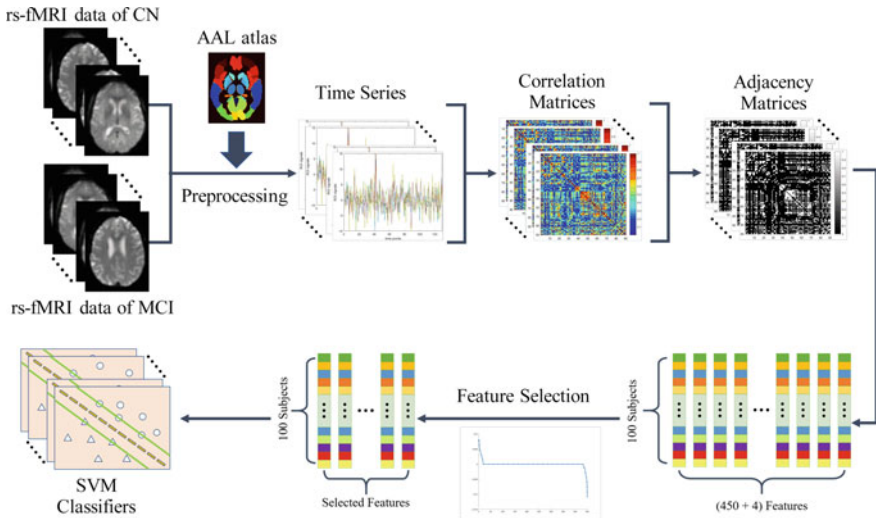 rs-fMRI data of CN
AAL atlas
Time Series
Correlation
Matrices
Adjacency
Matrices
Preprocessing
rs-fMRI data of MCI
100 Subjects
Feature Selection
100 Subjects
SVM
Classifiers
Selected Features
(450 + 4) Features